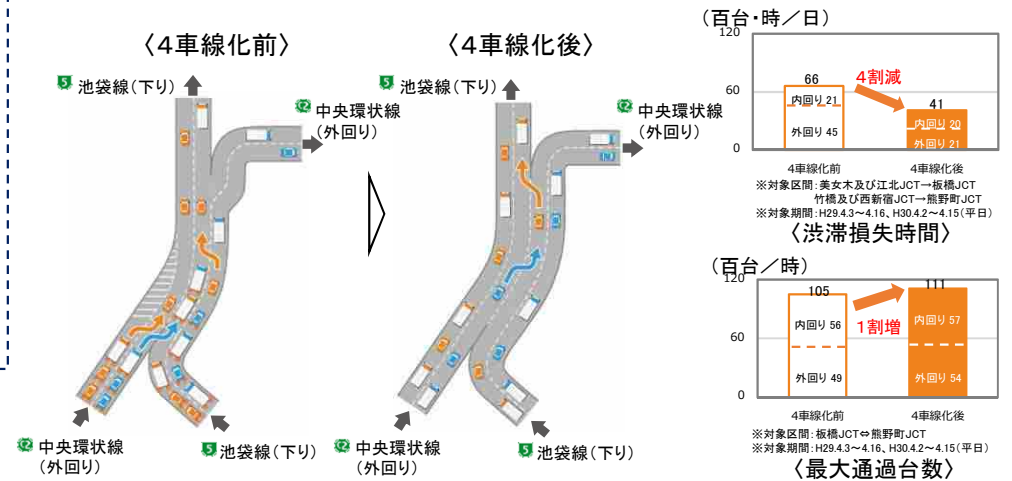 〈4車線化前〉
5 池袋線(下り)
C2 中央環状線
(外回り)
C2 中央環状線
(外回り)
5 池袋線(下り)
〈4車線化後〉
5 池袋線(下り)
C2 中央環状線
(外回り)
C2 中央環状線
(外回り)
5 池袋線(下り)
(百台・時/日)
120
60
0
66
内回り 21
外回り 45
4割減
41
内回り 20
外回り 21
4車線化前
4車線化後
※対象区間:美女木及び江北JCT→板橋JCT
竹橋及び西新宿JCT→熊野町JCT
※対象期間:H29.4.3~4.16、H30.4.2~4.15(平日)
〈渋滞損失時間〉
(百台/時)
120
60
0
105
内回り 56
外回り 49
1割増
111
内回り 57
外回り 54
4車線化前
4車線化後
※対象区間:板橋JCT⇔熊野町JCT
※対象期間:H29.4.3~4.16、H30.4.2~4.15(平日)
〈最大通過台数〉